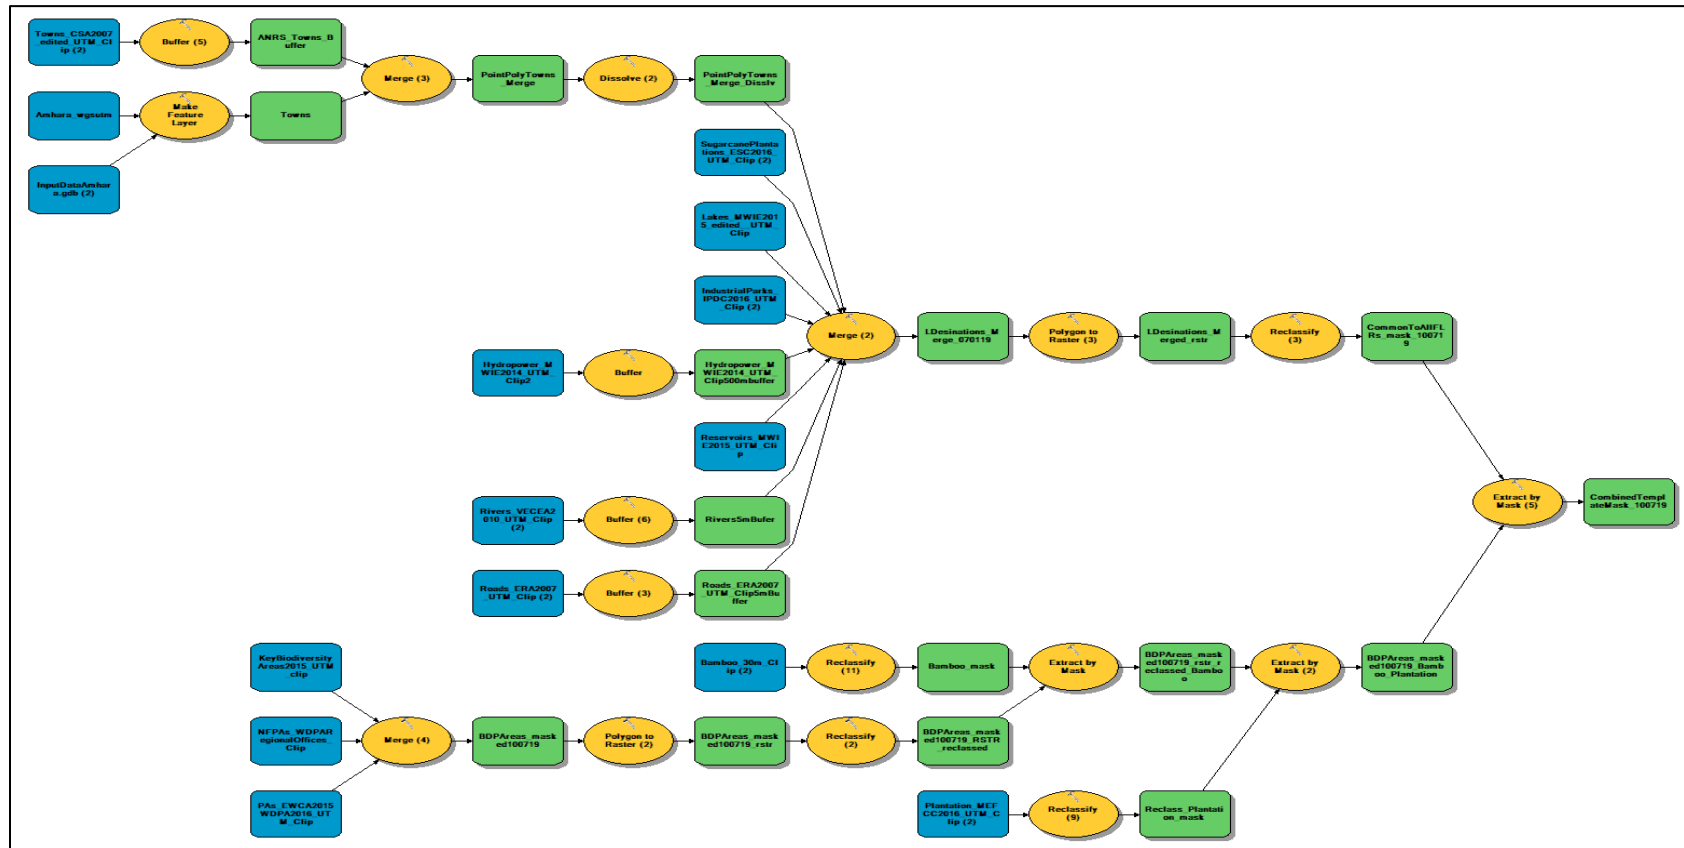 Towns_CSA2007
_edited_UTM_Clip
ip (2)
Buffer (5)
ANRS_Towns_B
uffer
Merge (3)
PointPolyTowns
_Merge
Dissolve (2)
PointPolyTowns
_Merge_Disslv
Amhara_wgsutm
Make
Feature
Layer
Towns
InputDataAmhar
a.gdb (2)
SugarcanePlanta
tions_ESC2016_
UTM_Clip (2)
Lakes_MWIE201
5_edited__UTM_
Clip
IndustrialParks_
IPDC2016_UTM
_Clip (2)
Hydropower_M
WIE2014_UTM_
Clip2
Buffer
Hydropower_M
WIE2014_UTM_
Clip500mbuffer
Merge (2)
LDesinations_M
erge_070119
Polygon to
Raster (3)
LDesinations_M
erged_rstr
Reclassify
(3)
CommonToAllFL
Rs_mask_10071
9
Reservoirs_MWI
E2015_UTM_Cli
p
Rivers_VECEA2
010_UTM_Clip
(2)
Buffer (6)
Rivers5mBufer
Roads_ERA2007
_UTM_Clip (2)
Buffer (3)
Roads_ERA2007
_UTM_Clip5mBu
ffer
Extract by
Mask (5)
CombinedTempl
ateMask_100719
KeyBiodiversity
Areas2015_UTM
_clip
Bamboo_30m_Cl
ip (2)
Reclassify
(11)
Bamboo_mask
Extract by
Mask
BDPAreas_mask
ed100719_rstr_r
eclassed_Bambo
o
Extract by
Mask (2)
BDPAreas_mask
ed100719_Bamb
oo_Plantation
NFPAs_WDPAR
egionalOffices_
Clip
Merge (4)
BDPAreas_mask
ed100719
Polygon to
Raster (2)
BDPAreas_mask
ed100719_rstr
Reclassify
(2)
BDPAreas_mask
ed100719_RSTR
_reclassed
PAs_EWCA2015
WDPA2016_UT
M_Clip
Plantation_MEF
CC2016_UTM_C
lip (2)
Reclassify
(9)
Reclass_Plantati
on_mask